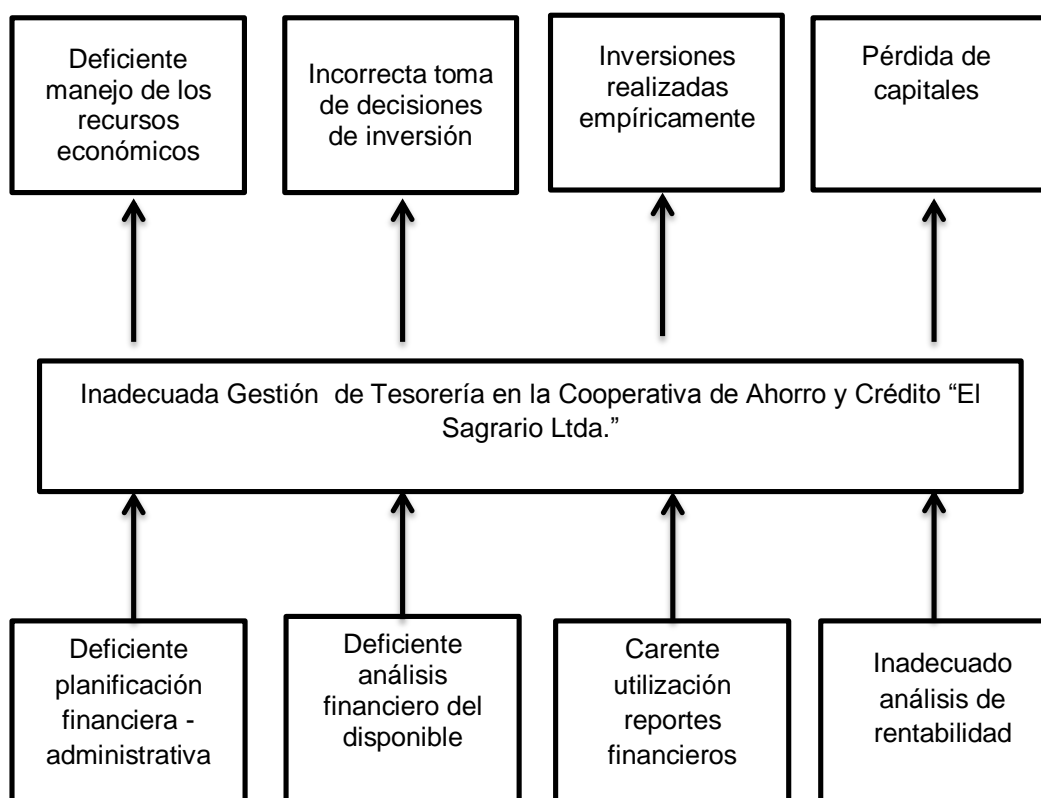 Deficiente
manejo de los
recursos
económicos
Incorrecta toma
de decisiones
de inversión
Inversiones
realizadas
empíricamente
Pérdida de
capitales
Inadecuada Gestión  de Tesorería en la Cooperativa de Ahorro y Crédito “El
Sagrario Ltda.”
Deficiente
planificación
financiera -
administrativa
Deficiente
análisis
financiero del
disponible
Carente
utilización
reportes
financieros
Inadecuado
análisis de
rentabilidad